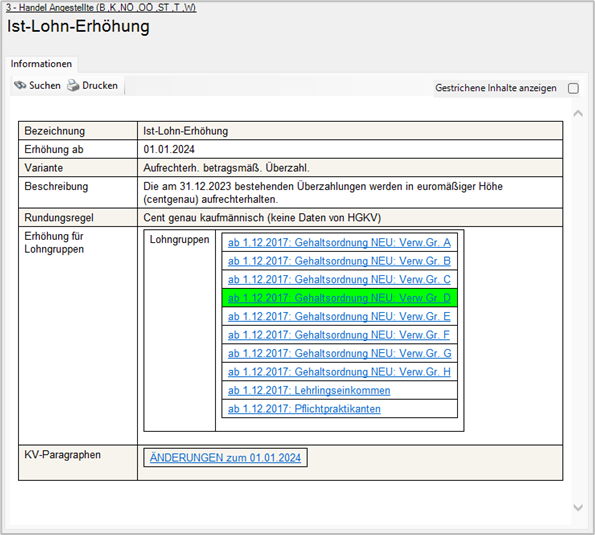 3 - Handel Angestellte (B ,K ,NÖ ,OÖ ,ST ,T ,W)
Ist-Lohn-Erhöhung
Informationen
Suchen Drucken Gestrichene Inhalte anzeigen
Bezeichnung Ist-Lohn-Erhöhung
Erhöhung ab 01.01.2024
Variante Aufrechterh. betragsmäß. Überzahl.
Beschreibung Die am 31.12.2023 bestehenden Überzahlungen werden in euromäßiger Höhe
(centgenau) aufrechterhalten.
Rundungsregel Cent genau kaufmännisch (keine Daten von HGKV)
Erhöhung für
Lohngruppen
Lohngruppen
ab 1.12.2017: Gehaltsordnung NEU: Verw.Gr. A
ab 1.12.2017: Gehaltsordnung NEU: Verw.Gr. B
ab 1.12.2017: Gehaltsordnung NEU: Verw.Gr. C
ab 1.12.2017: Gehaltsordnung NEU: Verw.Gr. D
ab 1.12.2017: Gehaltsordnung NEU: Verw.Gr. E
ab 1.12.2017: Gehaltsordnung NEU: Verw.Gr. F
ab 1.12.2017: Gehaltsordnung NEU: Verw.Gr. G
ab 1.12.2017: Gehaltsordnung NEU: Verw.Gr. H
ab 1.12.2017: Lehrlingseinkommen
ab 1.12.2017: Pflichtpraktikanten
KV-Paragraphen ÄNDERUNGEN zum 01.01.2024